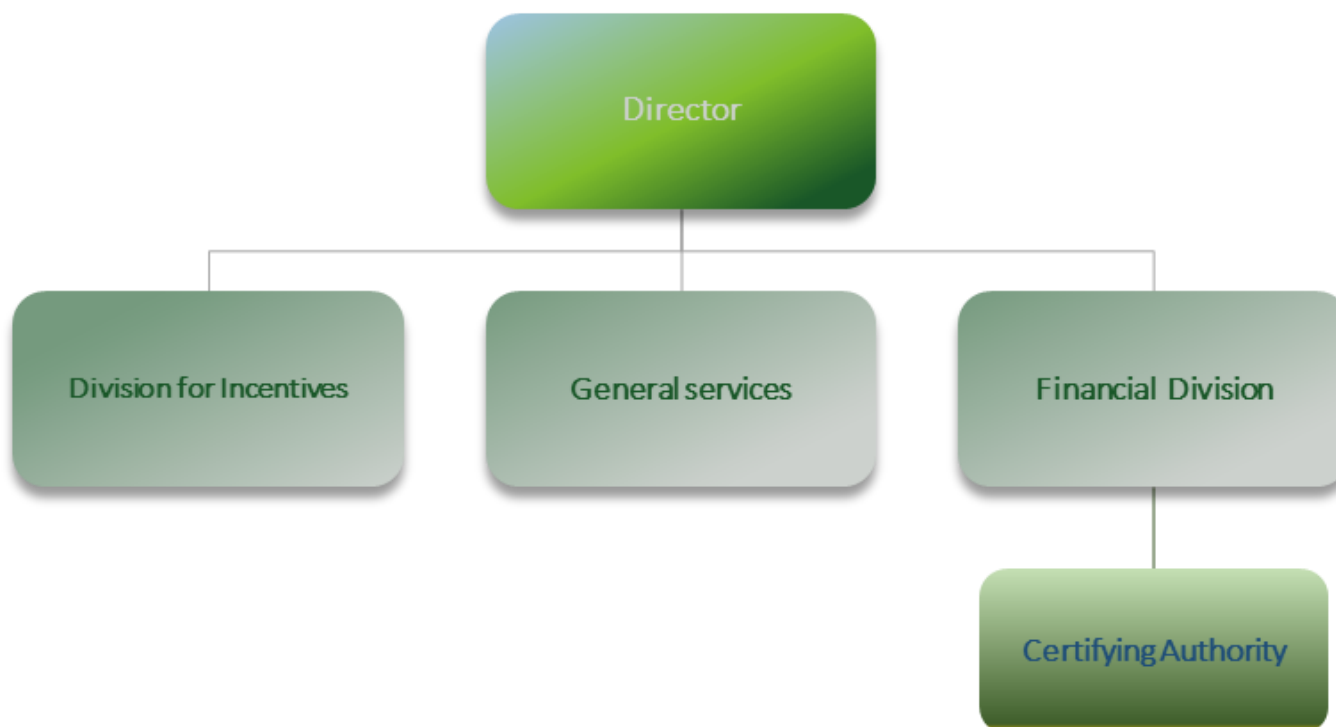 Director
Division for Incentives
General services
Financial Division
Certifying Authority